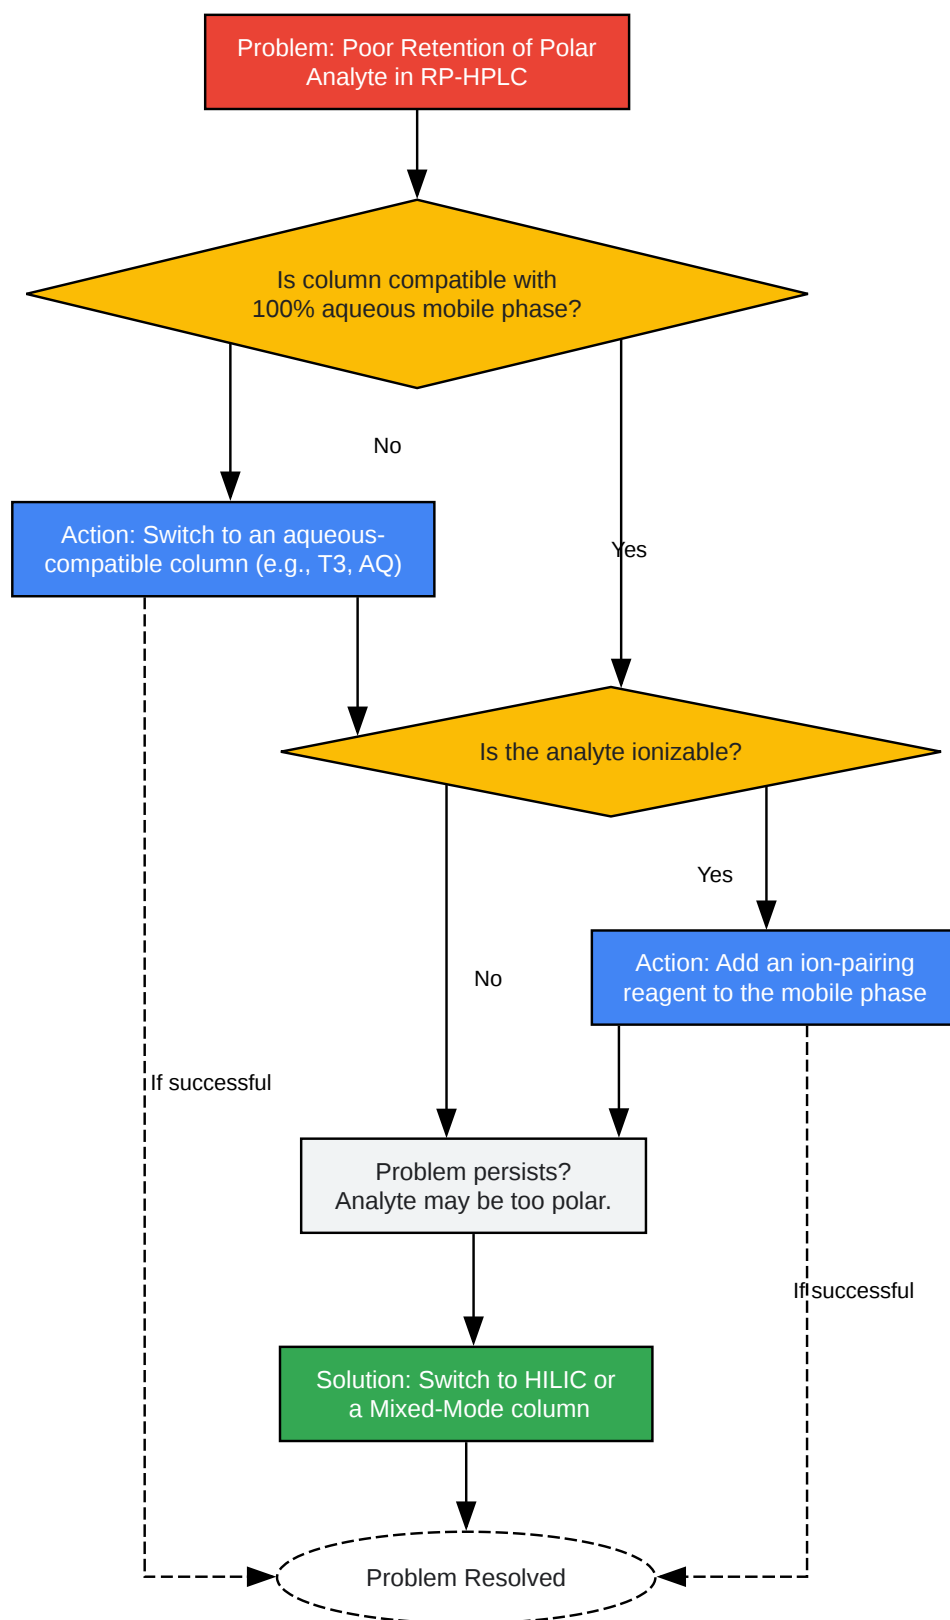 Problem: Poor Retention of Polar
Analyte in RP-HPLC
Is column compatible with
100% aqueous mobile phase?
No
Action: Switch to an aqueous-
compatible column (e.g., T3, AQ)
Yes
Is the analyte ionizable?
Yes
Action: Add an ion-pairing
reagent to the mobile phase
No
If successful
Problem persists?
Analyte may be too polar.
If successful
Solution: Switch to HILIC or
a Mixed-Mode column
Problem Resolved